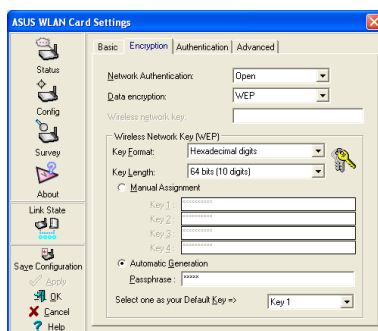 ASUS WLAN Card Settings
Status
Config
Survey
About
Link State
Save Configuration
Apply
OK
Cancel
Help
Basic Encryption Authentication Advanced
Network Authentication: Open
Data encryption: WEP
Wireless network key:
Wireless Network Key (WEP)
Key Format: Hexadecimal digits
Key Length: 64 bits (10 digits)
Manual Assignment
Key 1 : **********
Key 2 : **********
Key 3 : **********
Key 4 : **********
Automatic Generation
Passphrase : *****
Select one as your Default Key => Key 1